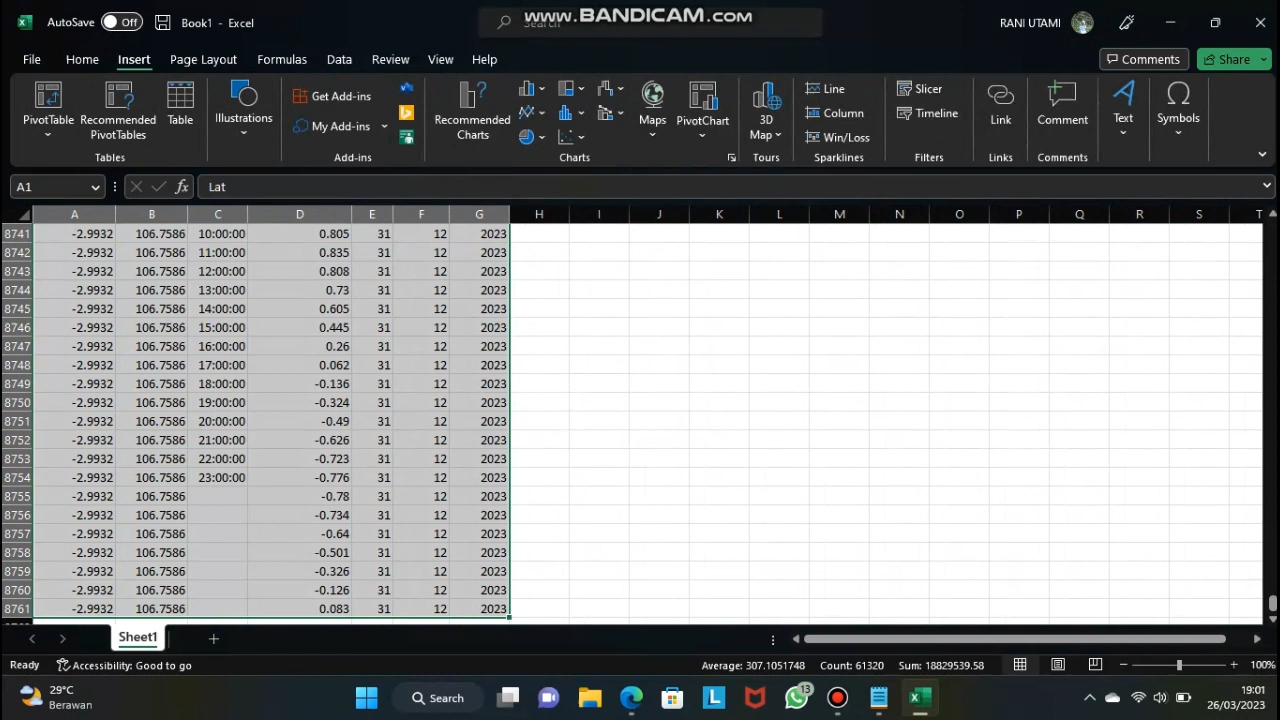 AutoSave Off Book1 - Excel Search www.BANDICAM.com RANI UTAMI
File Home Insert Page Layout Formulas Data Review View Help Comments Share
PivotTable Recommended PivotTables Table Illustrations Get Add-ins My Add-ins Recommended Charts Maps PivotChart 3D Map Line Column Win/Loss Slicer Timeline Link Comment Text Symbols
Tables Add-ins Charts Tours Sparklines Filters Links Comments
A1 fx Lat
A B C D E F G H I J K L M N O P Q R S T
8741 -2.9932 106.7586 10:00:00 0.805 31 12 2023
8742 -2.9932 106.7586 11:00:00 0.835 31 12 2023
8743 -2.9932 106.7586 12:00:00 0.808 31 12 2023
8744 -2.9932 106.7586 13:00:00 0.73 31 12 2023
8745 -2.9932 106.7586 14:00:00 0.605 31 12 2023
8746 -2.9932 106.7586 15:00:00 0.445 31 12 2023
8747 -2.9932 106.7586 16:00:00 0.26 31 12 2023
8748 -2.9932 106.7586 17:00:00 0.062 31 12 2023
8749 -2.9932 106.7586 18:00:00 -0.136 31 12 2023
8750 -2.9932 106.7586 19:00:00 -0.324 31 12 2023
8751 -2.9932 106.7586 20:00:00 -0.49 31 12 2023
8752 -2.9932 106.7586 21:00:00 -0.626 31 12 2023
8753 -2.9932 106.7586 22:00:00 -0.723 31 12 2023
8754 -2.9932 106.7586 23:00:00 -0.776 31 12 2023
8755 -2.9932 106.7586 -0.78 31 12 2023
8756 -2.9932 106.7586 -0.734 31 12 2023
8757 -2.9932 106.7586 -0.64 31 12 2023
8758 -2.9932 106.7586 -0.501 31 12 2023
8759 -2.9932 106.7586 -0.326 31 12 2023
8760 -2.9932 106.7586 -0.126 31 12 2023
8761 -2.9932 106.7586 0.083 31 12 2023
Sheet1
Ready Accessibility: Good to go Average: 307.1051748 Count: 61320 Sum: 18829539.58 100%
29°C Search 13 19:01
Berawan 26/03/2023